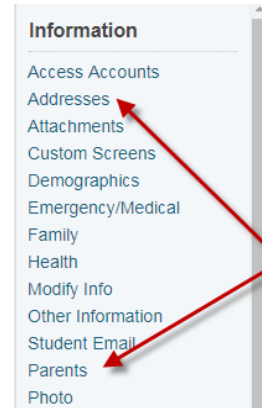 Information
Access Accounts
Addresses
Attachments
Custom Screens
Demographics
Emergency/Medical
Family
Health
Modify Info
Other Information
Student Email
Parents
Photo